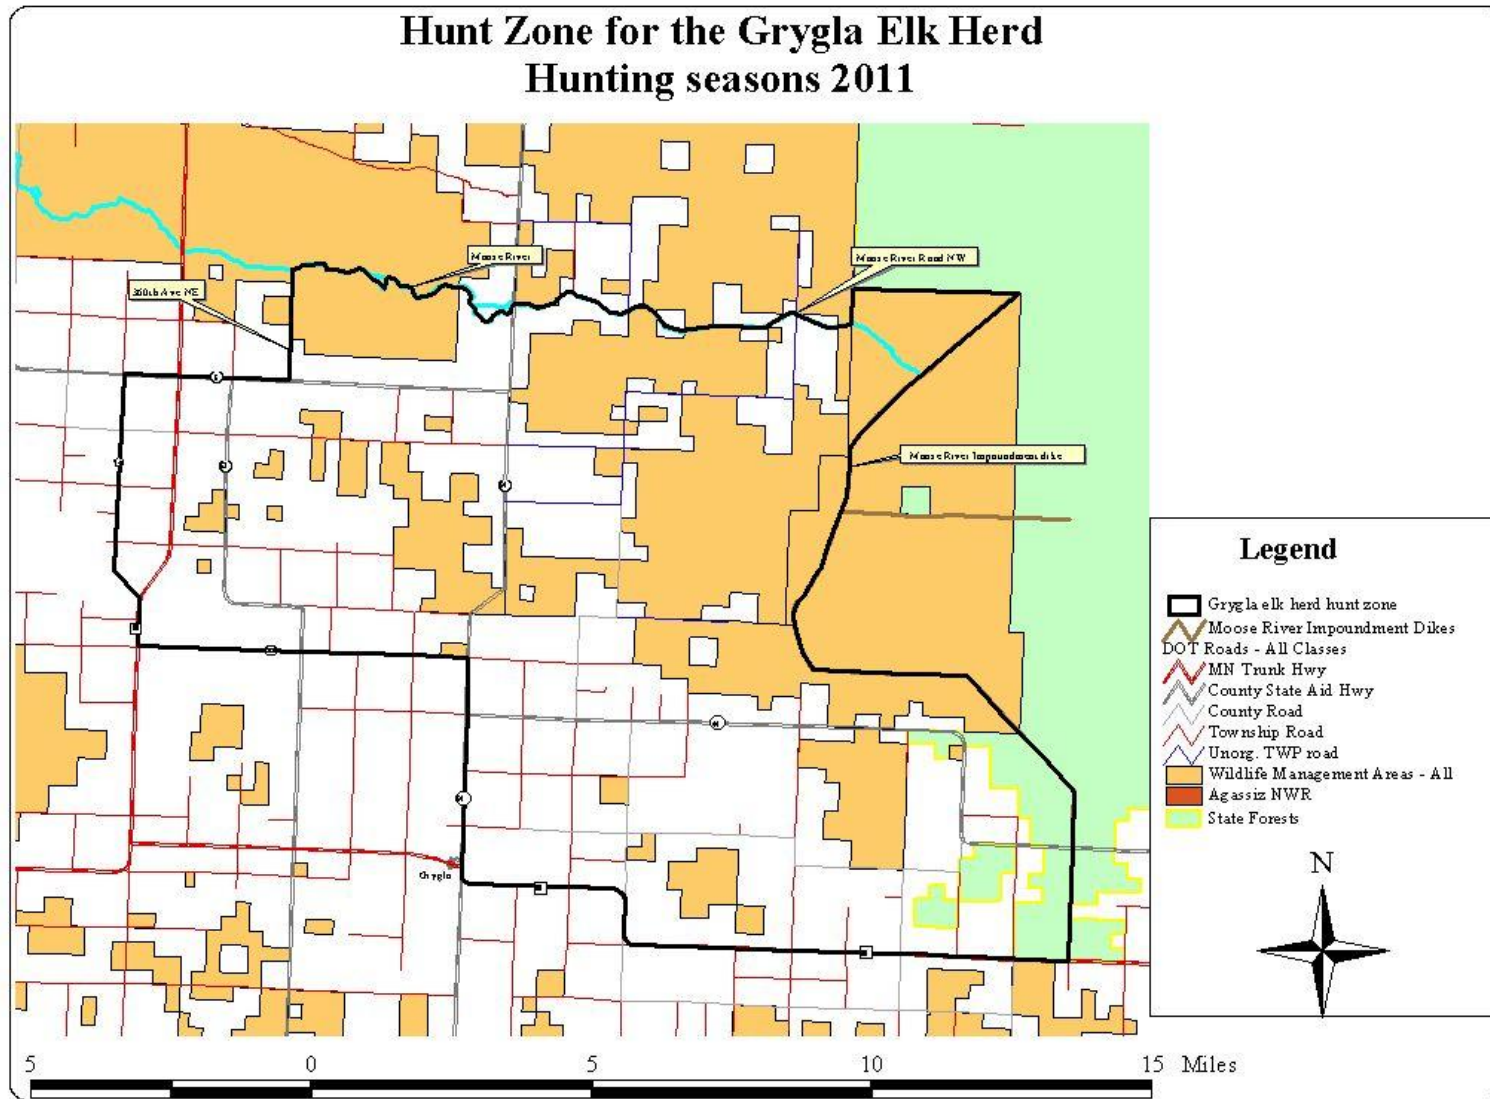 Hunt Zone for the Grygla Elk Herd
Hunting seasons 2011
Moose River
Moose River Road NW
360th Ave NE
Moose River Impoundment dike
Grygla
Legend
Grygla elk herd hunt zone
Moose River Impoundment Dikes
DOT Roads - All Classes
MN Trunk Hwy
County State Aid Hwy
County Road
Township Road
Unorg. TWP road
Wildlife Management Areas - All
Agassiz NWR
State Forests
N
5 0 5 10 15 Miles